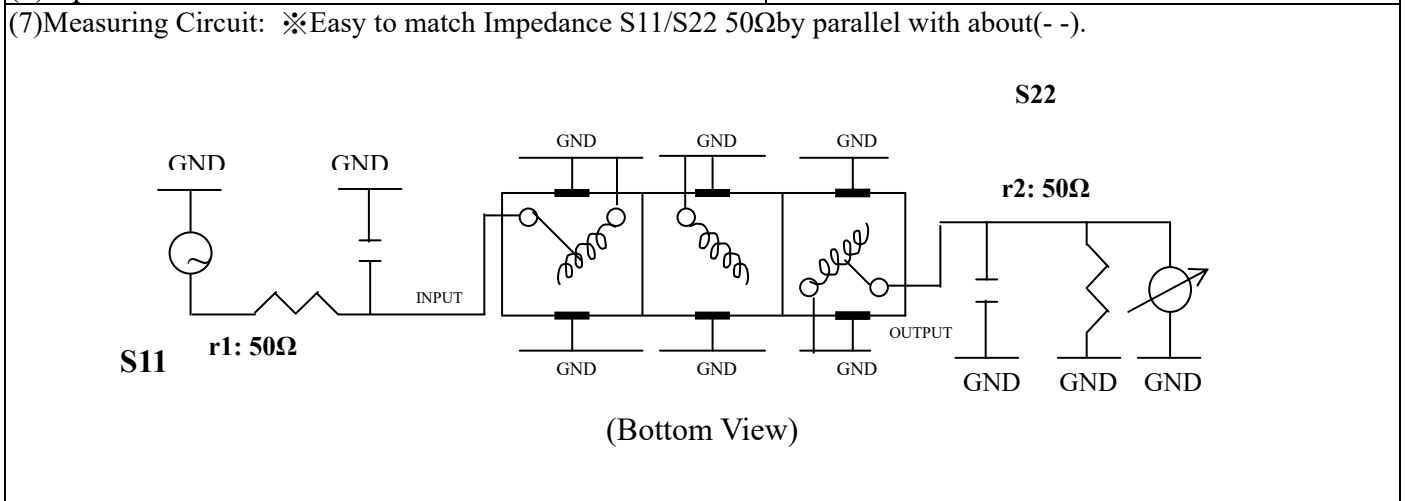 (7)Measuring Circuit: ※Easy to match Impedance S11/S22 50Ωby parallel with about(- -).
S22
GND GND GND GND GND
r2: 50Ω
INPUT
OUTPUT
r1: 50Ω
S11
GND GND GND GND GND GND
(Bottom View)